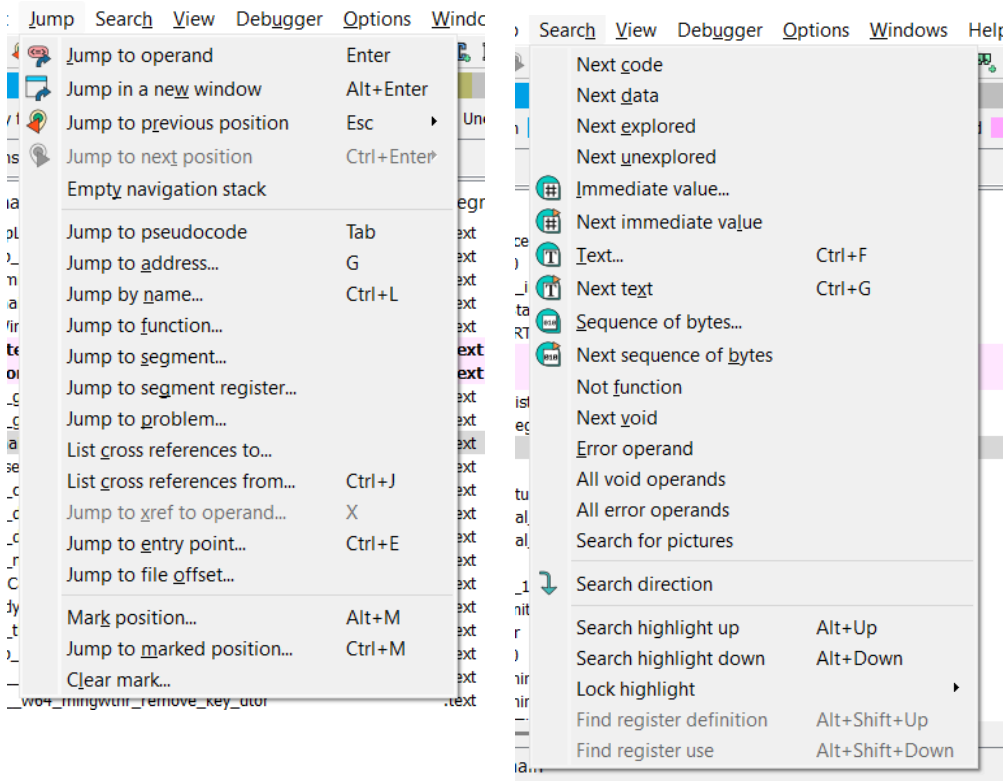 Jump Search View Debugger Options
Jump to operand Enter
Jump in a new window Alt+Enter
Jump to previous position Esc
Jump to next position Ctrl+Enter
Empty navigation stack
Jump to pseudocode Tab
Jump to address... G
Jump by name... Ctrl+L
Jump to function...
Jump to segment...
Jump to segment register...
Jump to problem...
List cross references to...
List cross references from... Ctrl+J
Jump to xref to operand... X
Jump to entry point... Ctrl+E
Jump to file offset...
Mark position... Alt+M
Jump to marked position... Ctrl+M
Clear mark...
__w64_mingwthr_remove_key_dtor .text
Search View Debugger Options Windows Help
Next code
Next data
Next explored
Next unexplored
Immediate value...
Next immediate value
Text... Ctrl+F
Next text Ctrl+G
Sequence of bytes...
Next sequence of bytes
Not function
Next void
Error operand
All void operands
All error operands
Search for pictures
Search direction
Search highlight up Alt+Up
Search highlight down Alt+Down
Lock highlight
Find register definition Alt+Shift+Up
Find register use Alt+Shift+Down